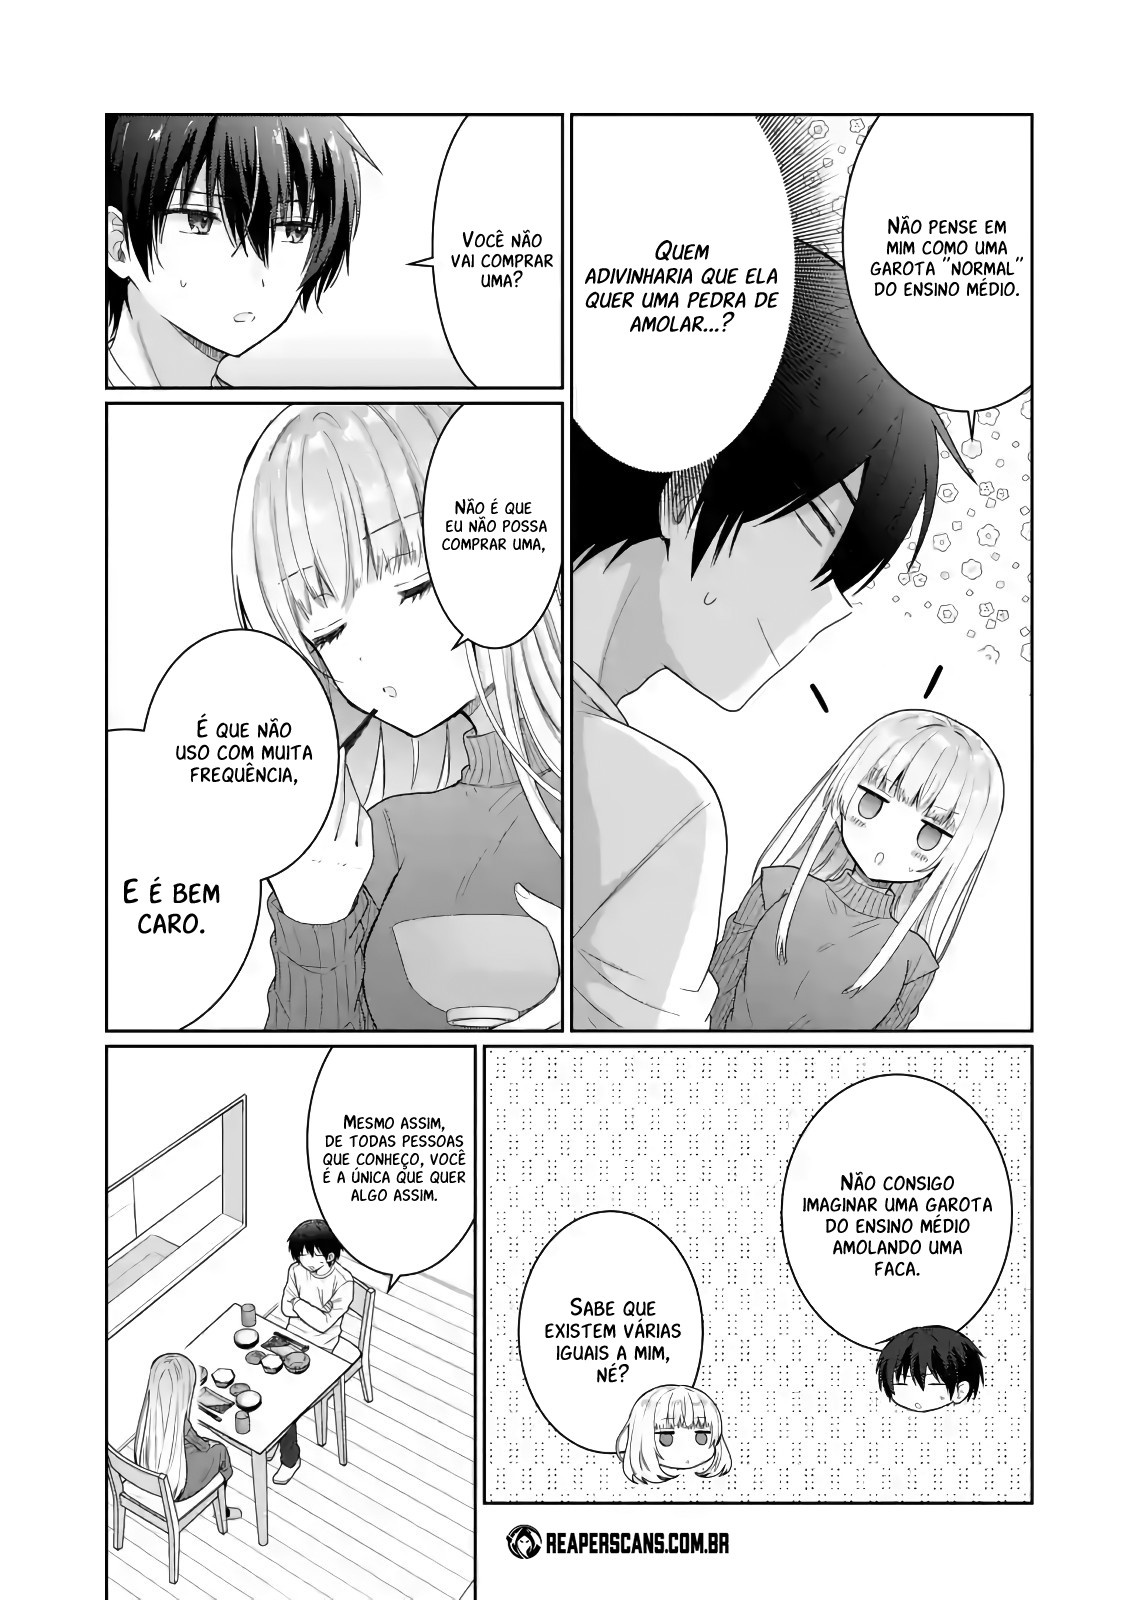 NÃO PENSE EM
MIM COMO UMA
GAROTA "NORMAL"
DO ENSINO MÉDIO.
QUEM
ADIVINHARIA QUE ELA
QUER UMA PEDRA DE
AMOLAR...?
VOCÊ NÃO
VAI COMPRAR
UMA?
NÃO É QUE
EU NÃO POSSA
COMPRAR UMA,
É QUE NÃO
USO COM MUITA
FREQUÊNCIA,
E É BEM
CARO.
NÃO CONSIGO
IMAGINAR UMA GAROTA
DO ENSINO MÉDIO
AMOLANDO UMA
FACA.
SABE QUE
EXISTEM VÁRIAS
IGUAIS A MIM,
NÉ?
MESMO ASSIM,
DE TODAS PESSOAS
QUE CONHEÇO, VOCÊ
É A ÚNICA QUE QUER
ALGO ASSIM.
REAPERSCANS.COM.BR